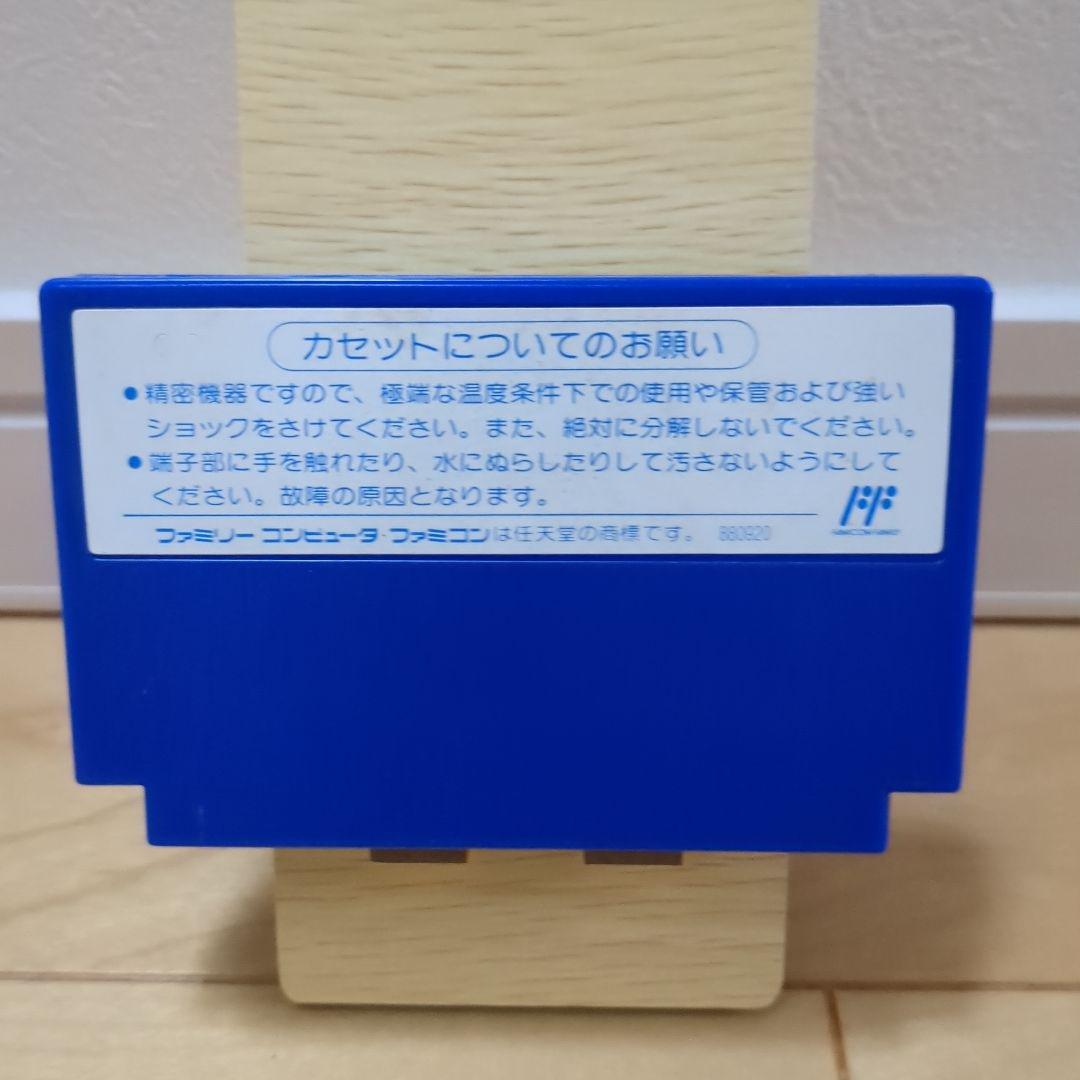 カセットについてのお願い
●精密機器ですので、極端な温度条件下での使用や保管および強い
ショックをさけてください。また、絶対に分解しないでください。
●端子部に手を触れたり、水にぬらしたりして汚さないようにして
ください。故障の原因となります。
ファミリーコンピュータ・ファミコンは任天堂の商標です。 880920